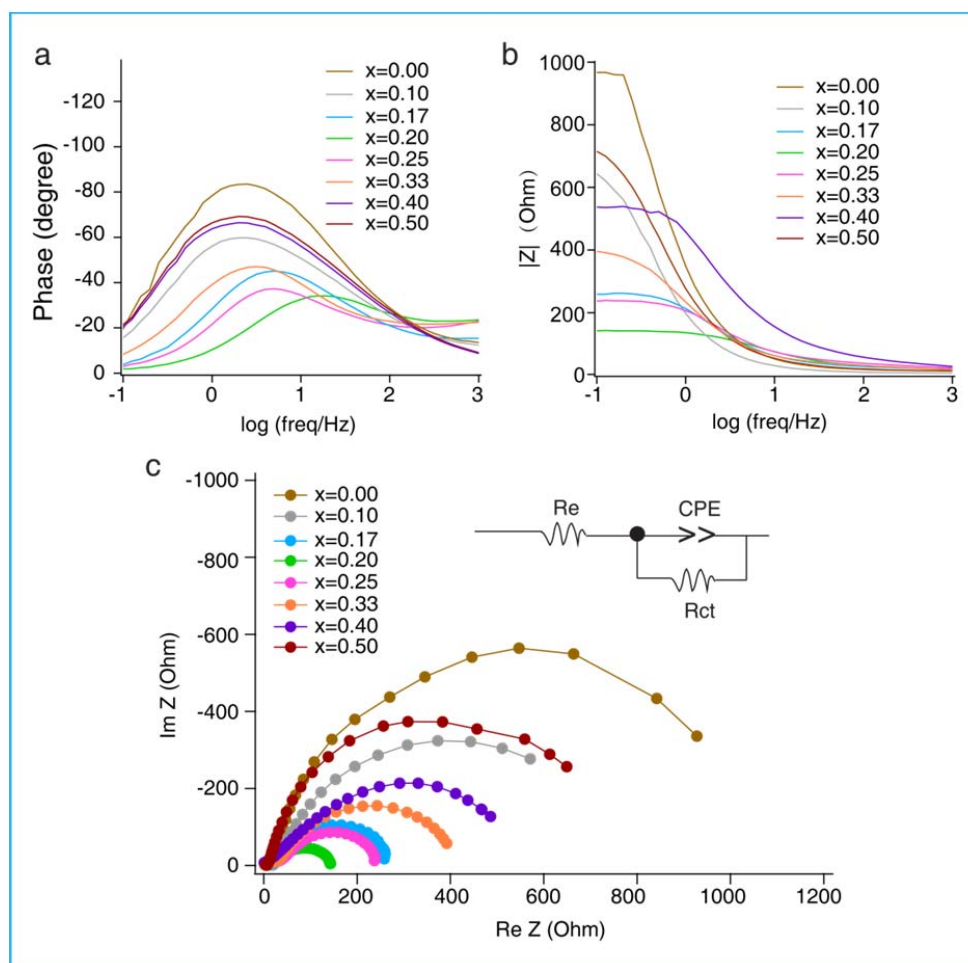 a
Phase (degree)
-120
-100
-80
-60
-40
-20
0
-1
0
1
2
3
log (freq/Hz)
x=0.00
x=0.10
x=0.17
x=0.20
x=0.25
x=0.33
x=0.40
x=0.50
b
|Z| (Ohm)
1000
800
600
400
200
0
-1
0
1
2
3
log (freq/Hz)
x=0.00
x=0.10
x=0.17
x=0.20
x=0.25
x=0.33
x=0.40
x=0.50
c
Im Z (Ohm)
-1000
-800
-600
-400
-200
0
0
200
400
600
800
1000
1200
Re Z (Ohm)
x=0.00
x=0.10
x=0.17
x=0.20
x=0.25
x=0.33
x=0.40
x=0.50
Re
CPE
Rct